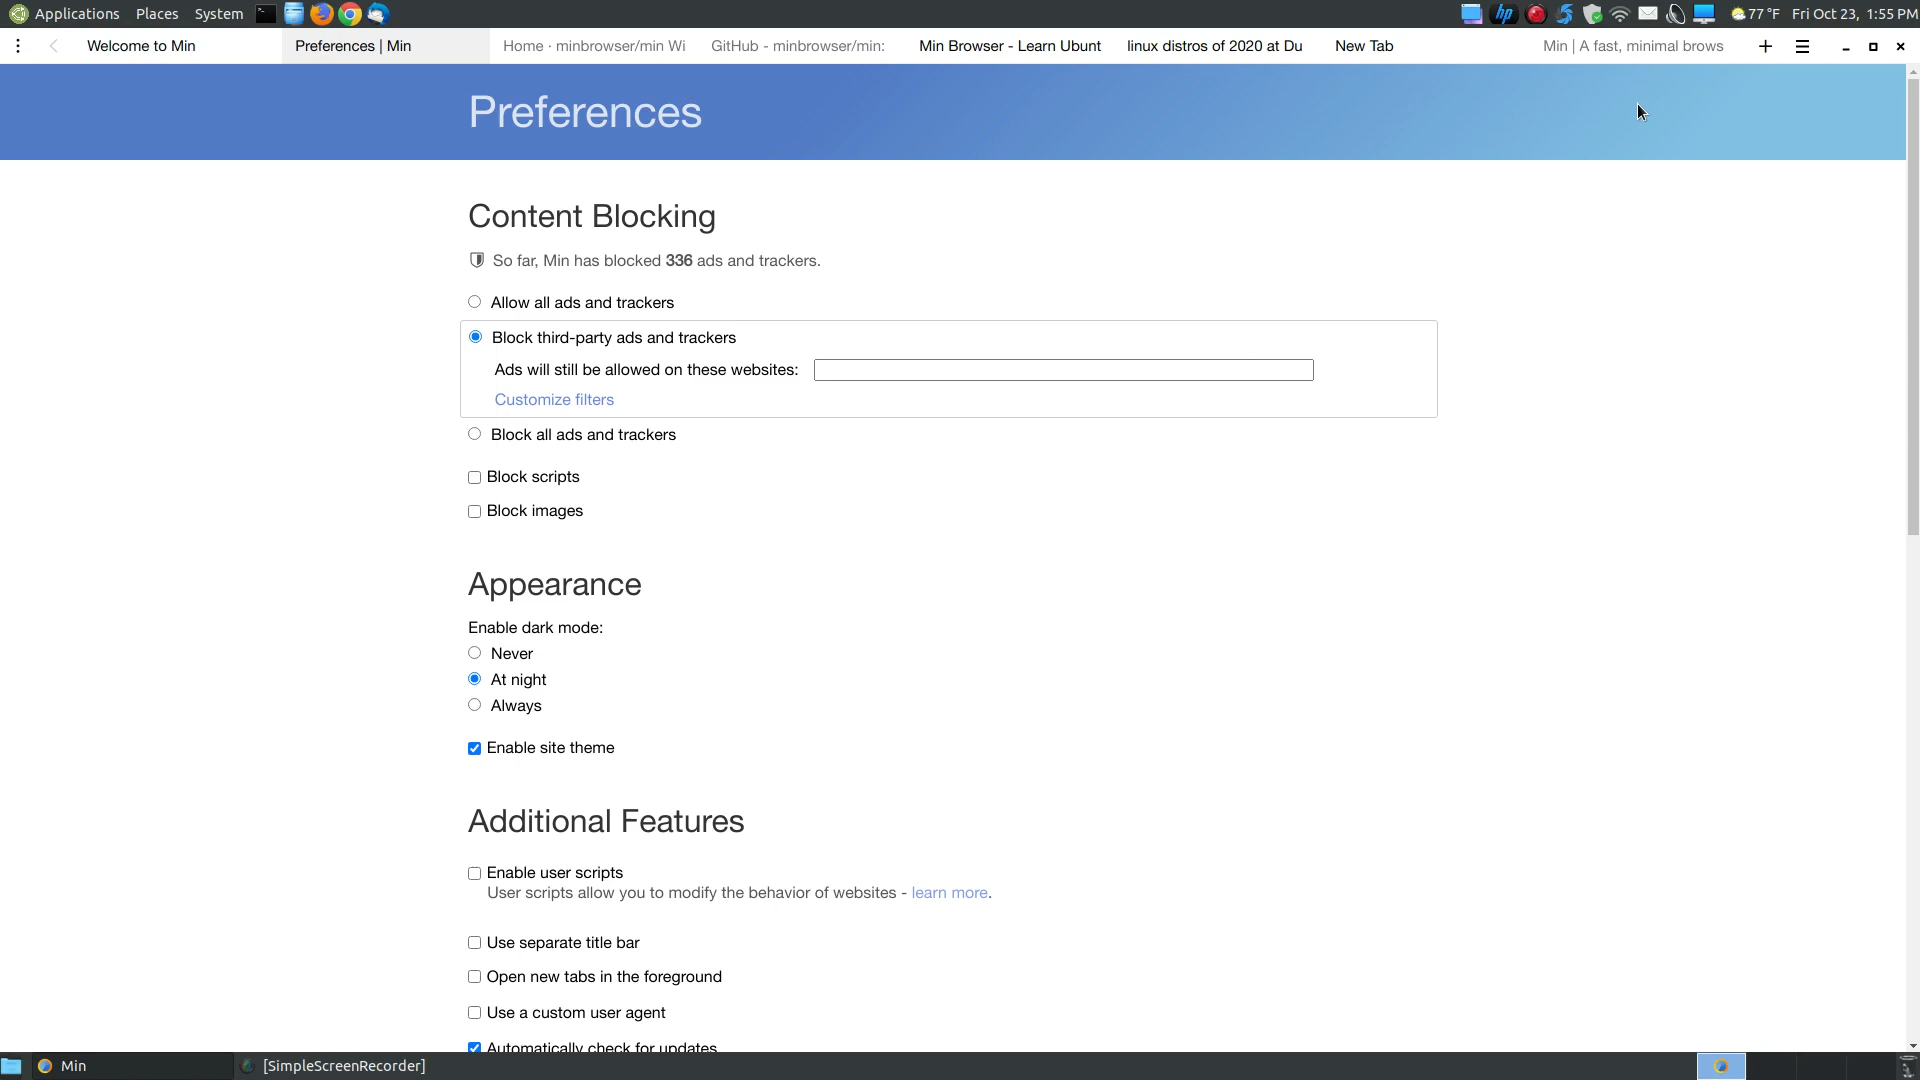 Applications Places System hp 77 °F Fri Oct 23, 1:55 PM
Welcome to Min Preferences | Min Home · minbrowser/min Wi GitHub - minbrowser/min: Min Browser - Learn Ubunt linux distros of 2020 at Du New Tab Min | A fast, minimal brows
Preferences
Content Blocking
So far, Min has blocked 336 ads and trackers.
Allow all ads and trackers
Block third-party ads and trackers
Ads will still be allowed on these websites:
Customize filters
Block all ads and trackers
Block scripts
Block images
Appearance
Enable dark mode:
Never
At night
Always
Enable site theme
Additional Features
Enable user scripts
User scripts allow you to modify the behavior of websites - learn more.
Use separate title bar
Open new tabs in the foreground
Use a custom user agent
Automatically check for updates
Min [SimpleScreenRecorder]